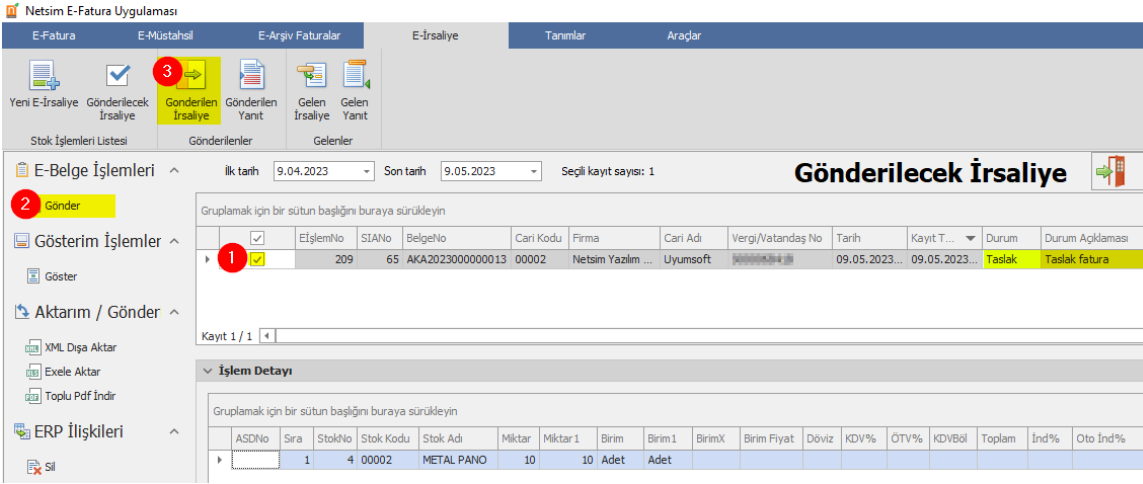 Netsim E-Fatura Uygulaması
E-Fatura E-Müstahsil E-Arşiv Faturalar E-İrsaliye Tanımlar Araçlar
3
Yeni E-İrsaliye Gönderilecek İrsaliye Gonderilen İrsaliye Gönderilen Yanıt Gelen İrsaliye Gelen Yanıt
Stok İşlemleri Listesi Gönderilenler Gelenler
E-Belge İşlemleri
2 Gönder
Gösterim İşlemler
Göster
Aktarım / Gönder
XML Dışa Aktar
Exele Aktar
Toplu Pdf İndir
ERP İlişkileri
Sil
İlk tarih 9.04.2023 Son tarih 9.05.2023 Seçili kayıt sayısı: 1 Gönderilecek İrsaliye
Gruplamak için bir sütun başlığını buraya sürükleyin
EİşlemNo SIANo BelgeNo Cari Kodu Firma Cari Adı Vergi/Vatandaş No Tarih Kayıt T... Durum Durum Açıklaması
1 209 65 AKA2023000000013 00002 Netsim Yazılım ... Uyumsoft 09.05.2023... 09.05.2023... Taslak Taslak fatura
Kayıt 1 / 1
İşlem Detayı
Gruplamak için bir sütun başlığını buraya sürükleyin
ASDNo Sıra StokNo Stok Kodu Stok Adı Miktar Miktar1 Birim Birim1 BirimX Birim Fiyat Döviz KDV% ÖTV% KDVBöl Toplam İnd% Oto İnd%
1 4 00002 METAL PANO 10 10 Adet Adet